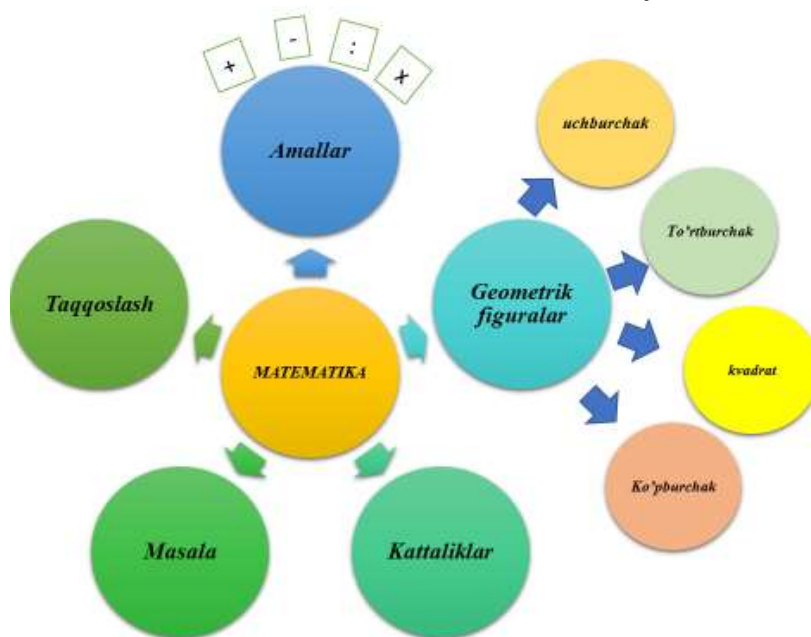 + - : x
Amallar
uchburchak
To'rtburchak
Taqqoslash
Geometrik
figuralar
MATEMATIKA
kvadrat
Ko'pburchak
Masala
Kattaliklar